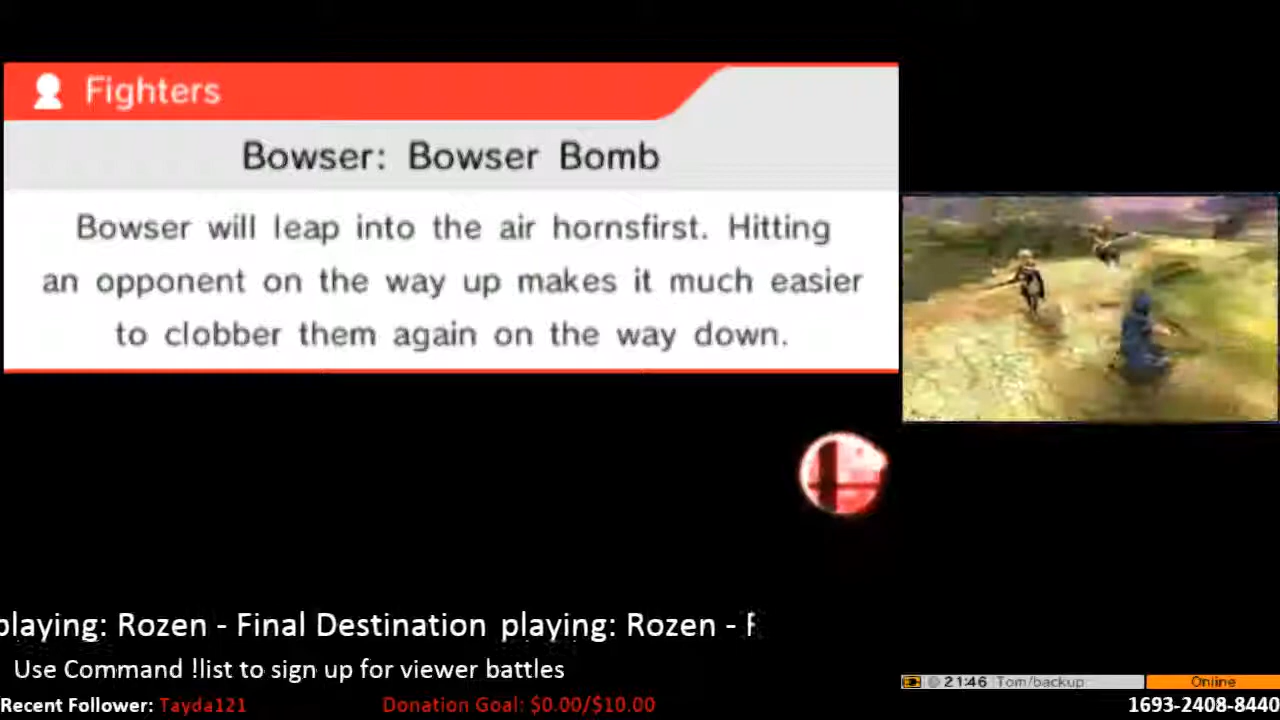 Fighters
Bowser: Bowser Bomb
Bowser will leap into the air hornsfirst. Hitting
an opponent on the way up makes it much easier
to clobber them again on the way down.
playing: Rozen - Final Destination playing: Rozen -
Use Command !list to sign up for viewer battles
21:46 Tom/backup Online
Recent Follower: Tayda121 Donation Goal: $0.00/$10.00 1693-2408-8440